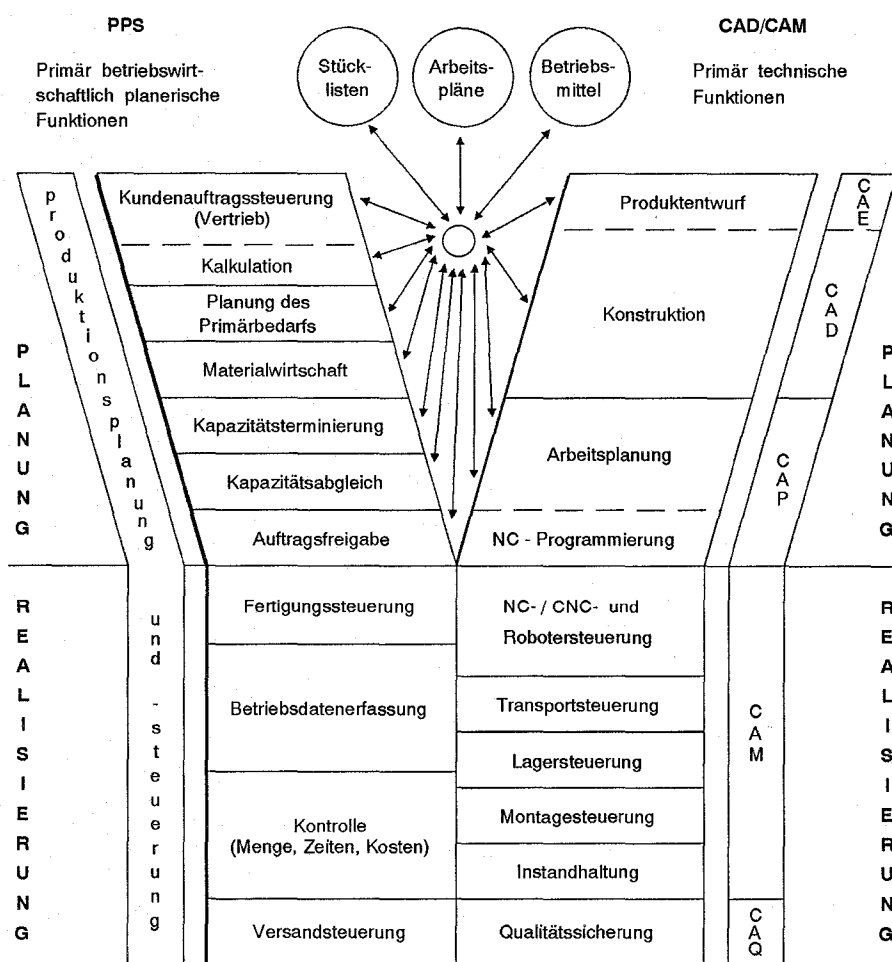 PPS
Primär betriebswirt-
schaftlich planerische
Funktionen
Stück-
listen
Arbeits-
pläne
Betriebs-
mittel
CAD/CAM
Primär technische
Funktionen
PLANUNG
REALISIERUNG
produktionsplanung
und -steuerung
Kundenauftragssteuerung
(Vertrieb)
Kalkulation
Planung des
Primärbedarfs
Materialwirtschaft
Kapazitätsterminierung
Kapazitätsabgleich
Auftragsfreigabe
Fertigungssteuerung
Betriebsdatenerfassung
Kontrolle
(Menge, Zeiten, Kosten)
Versandsteuerung
Produktentwurf
Konstruktion
Arbeitsplanung
NC - Programmierung
NC- / CNC- und
Robotersteuerung
Transportsteuerung
Lagersteuerung
Montagesteuerung
Instandhaltung
Qualitätssicherung
CAE
CAD
CAP
CAM
CAQ
PLANUNG
REALISIERUNG